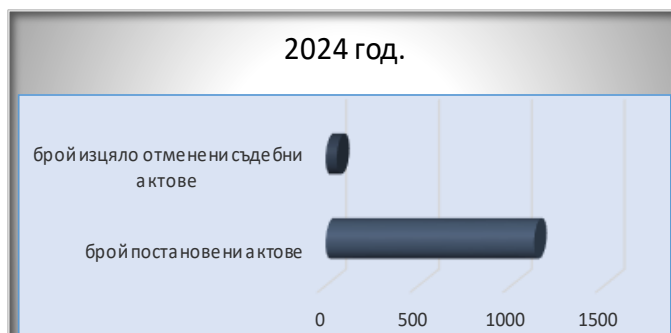 2024 год.
брой изцяло отменени съдебни
актове
брой постановени актове
0 500 1000 1500